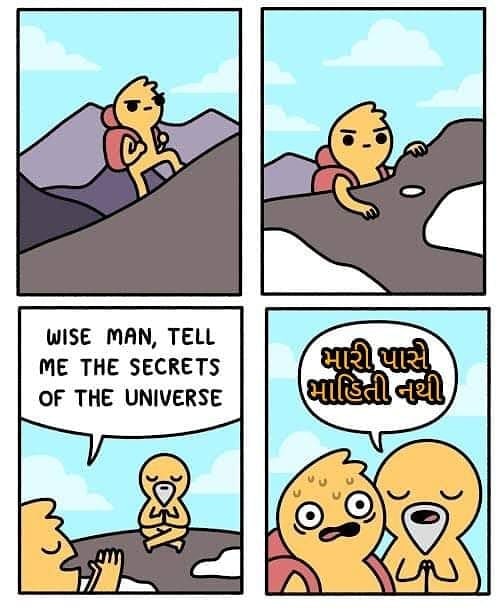 WISE MAN, TELL
ME THE SECRETS
OF THE UNIVERSE
મારી પાસે
માહિતી નથી